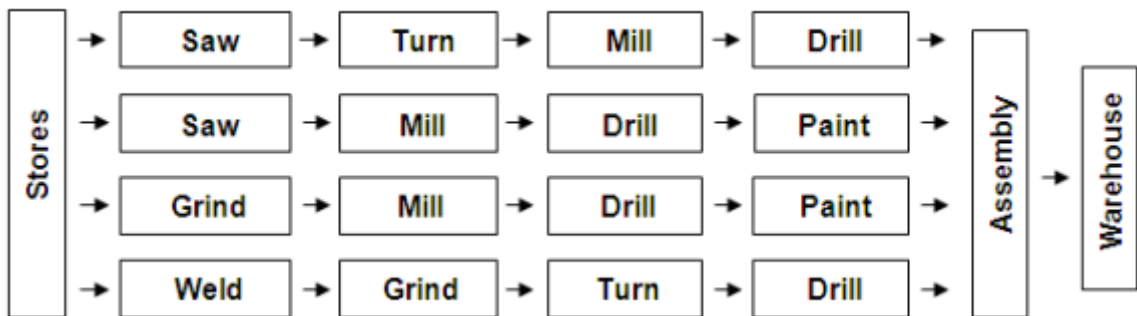 Stores
Saw Turn Mill Drill
Saw Mill Drill Paint
Grind Mill Drill Paint
Weld Grind Turn Drill
Assembly
Warehouse